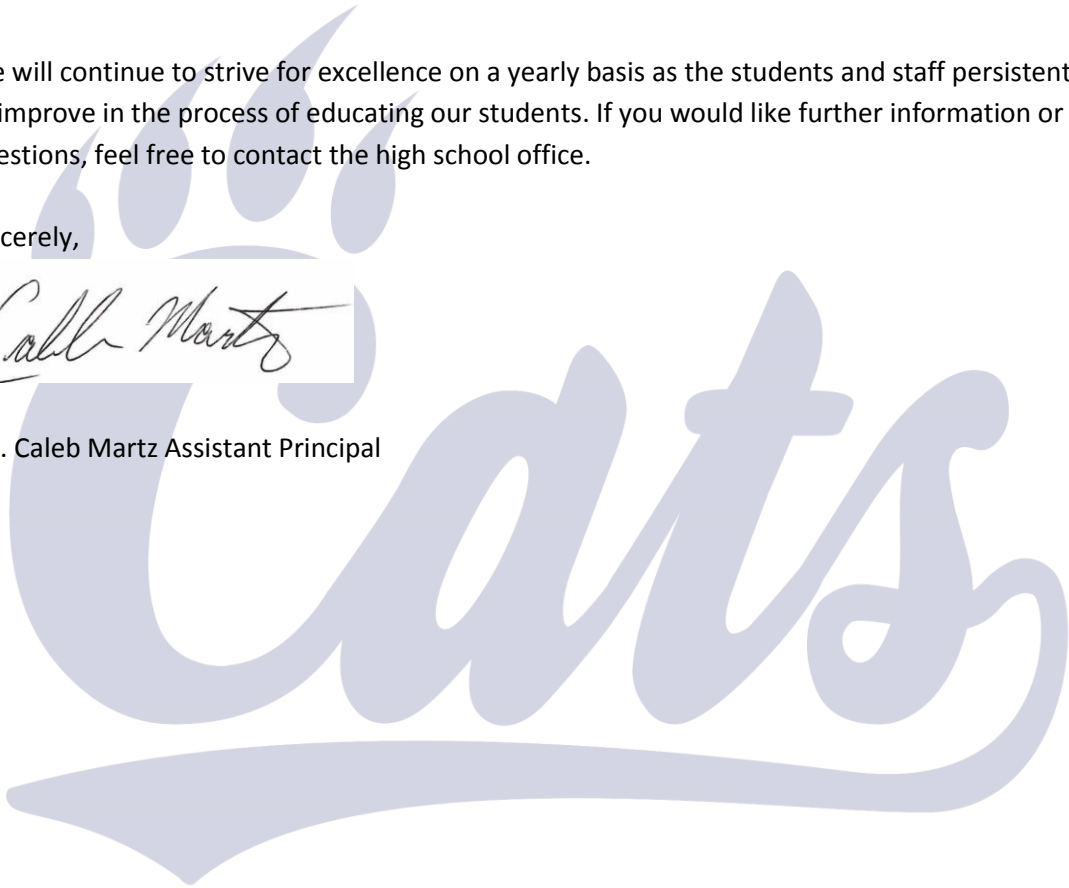 e will continue to strive for excellence on a yearly basis as the students and staff persistent
improve in the process of educating our students. If you would like further information or
estions, feel free to contact the high school office.
cerely,
Caleb Martz
. Caleb Martz Assistant Principal
Cats